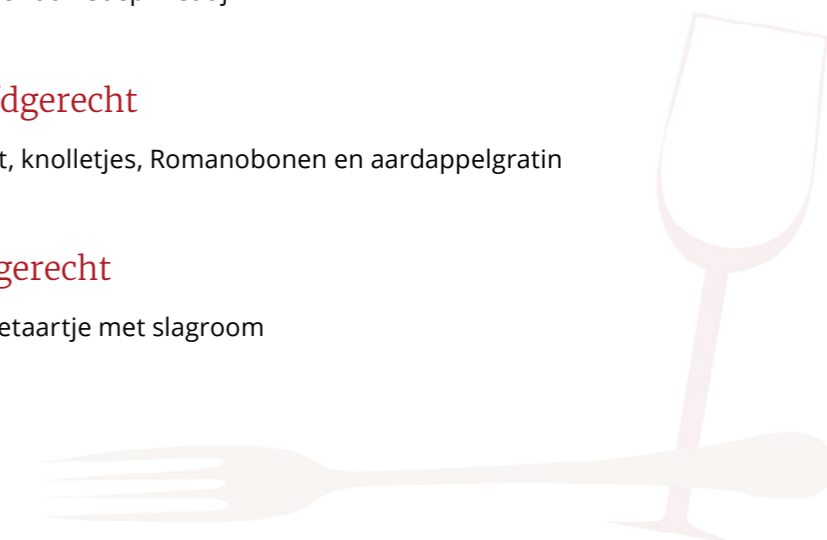 dgerecht
t, knolletjes, Romanobonen en aardappelgratin
gerecht
etaartje met slagroom